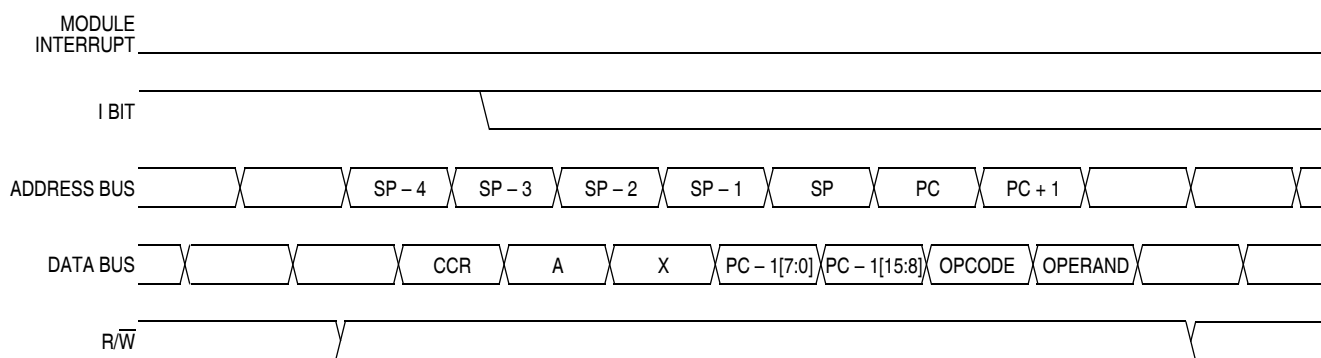 MODULE
INTERRUPT
I BIT
ADDRESS BUS SP – 4 SP – 3 SP – 2 SP – 1 SP PC PC + 1
DATA BUS CCR A X PC – 1[7:0] PC – 1[15:8] OPCODE OPERAND
R/W̅